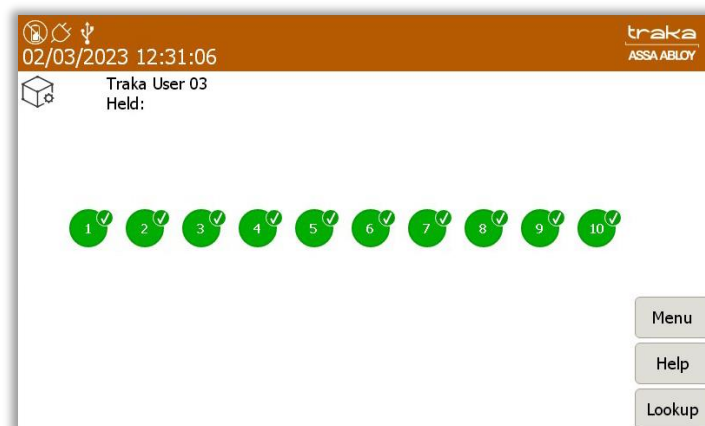 traka
02/03/2023 12:31:06
ASSA ABLOY
Traka User 03
Held:
1 2 3 4 5 6 7 8 9 10
Menu
Help
Lookup